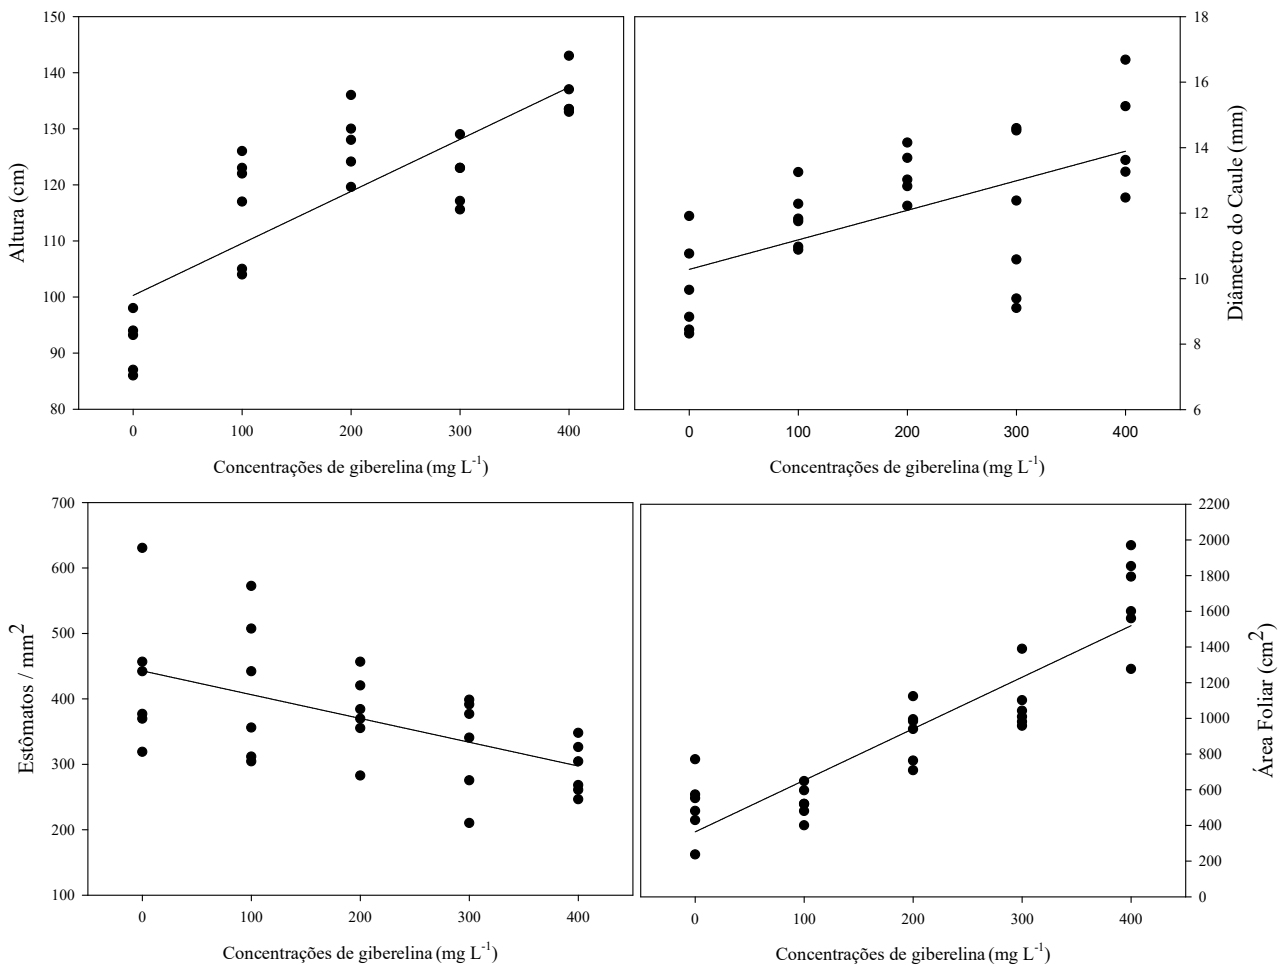 150
140
130
120
110
100
90
80
Altura (cm)
0 100 200 300 400
Concentrações de giberelina (mg L-1)
18
16
14
12
10
8
6
Diâmetro do Caule (mm)
0 100 200 300 400
Concentrações de giberelina (mg L-1)
700
600
500
400
300
200
100
Estômatos / mm2
0 100 200 300 400
Concentrações de giberelina (mg L-1)
2200
2000
1800
1600
1400
1200
1000
800
600
400
200
0
Área Foliar (cm2)
0 100 200 300 400
Concentrações de giberelina (mg L-1)